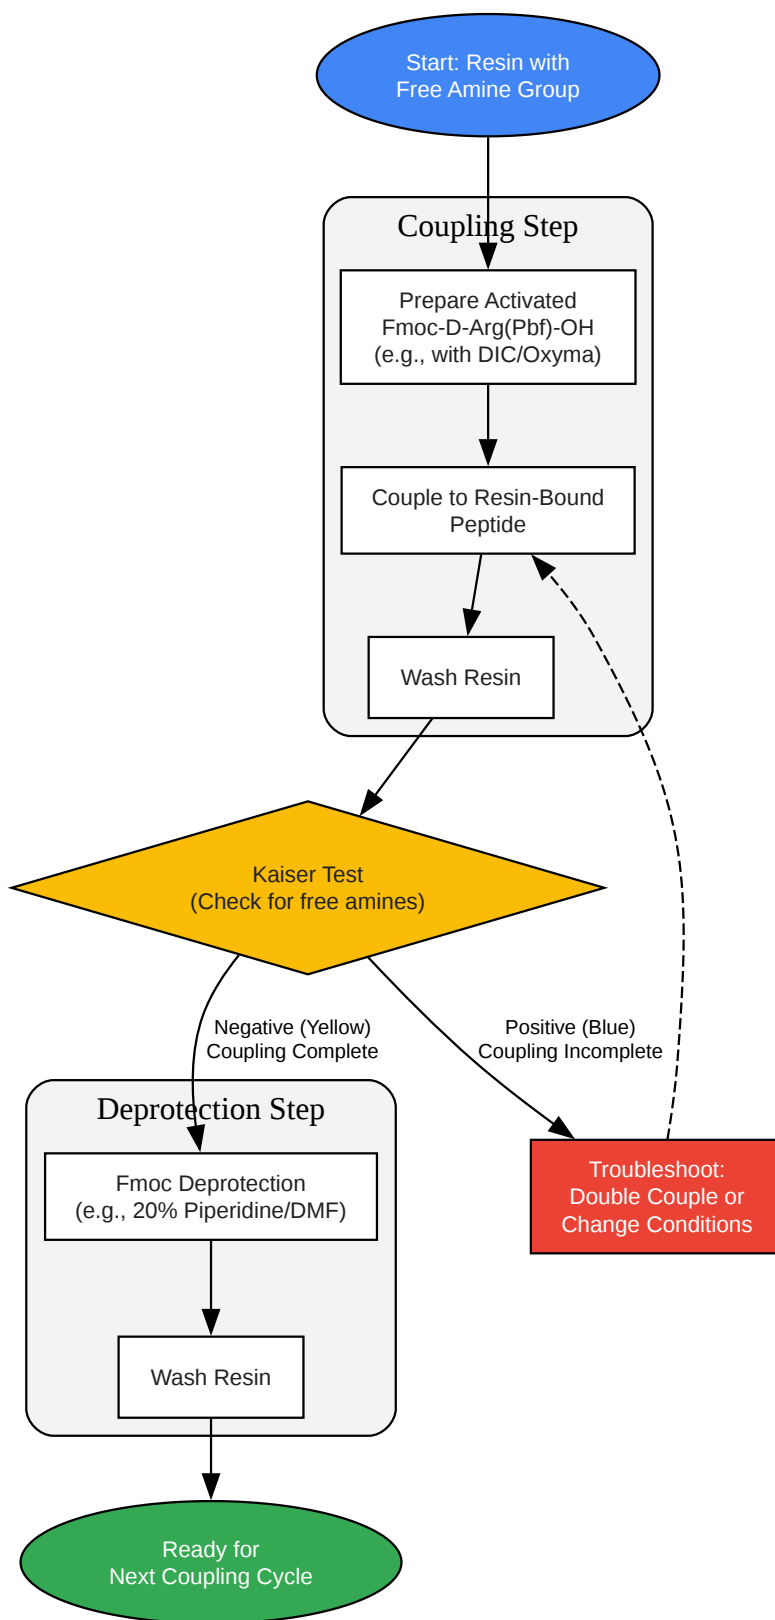 Start: Resin with
Free Amine Group
Coupling Step
Prepare Activated
Fmoc-D-Arg(Pbf)-OH
(e.g., with DIC/Oxyma)
Couple to Resin-Bound
Peptide
Wash Resin
Kaiser Test
(Check for free amines)
Negative (Yellow)
Coupling Complete
Positive (Blue)
Coupling Incomplete
Deprotection Step
Fmoc Deprotection
(e.g., 20% Piperidine/DMF)
Troubleshoot:
Double Couple or
Change Conditions
Wash Resin
Ready for
Next Coupling Cycle